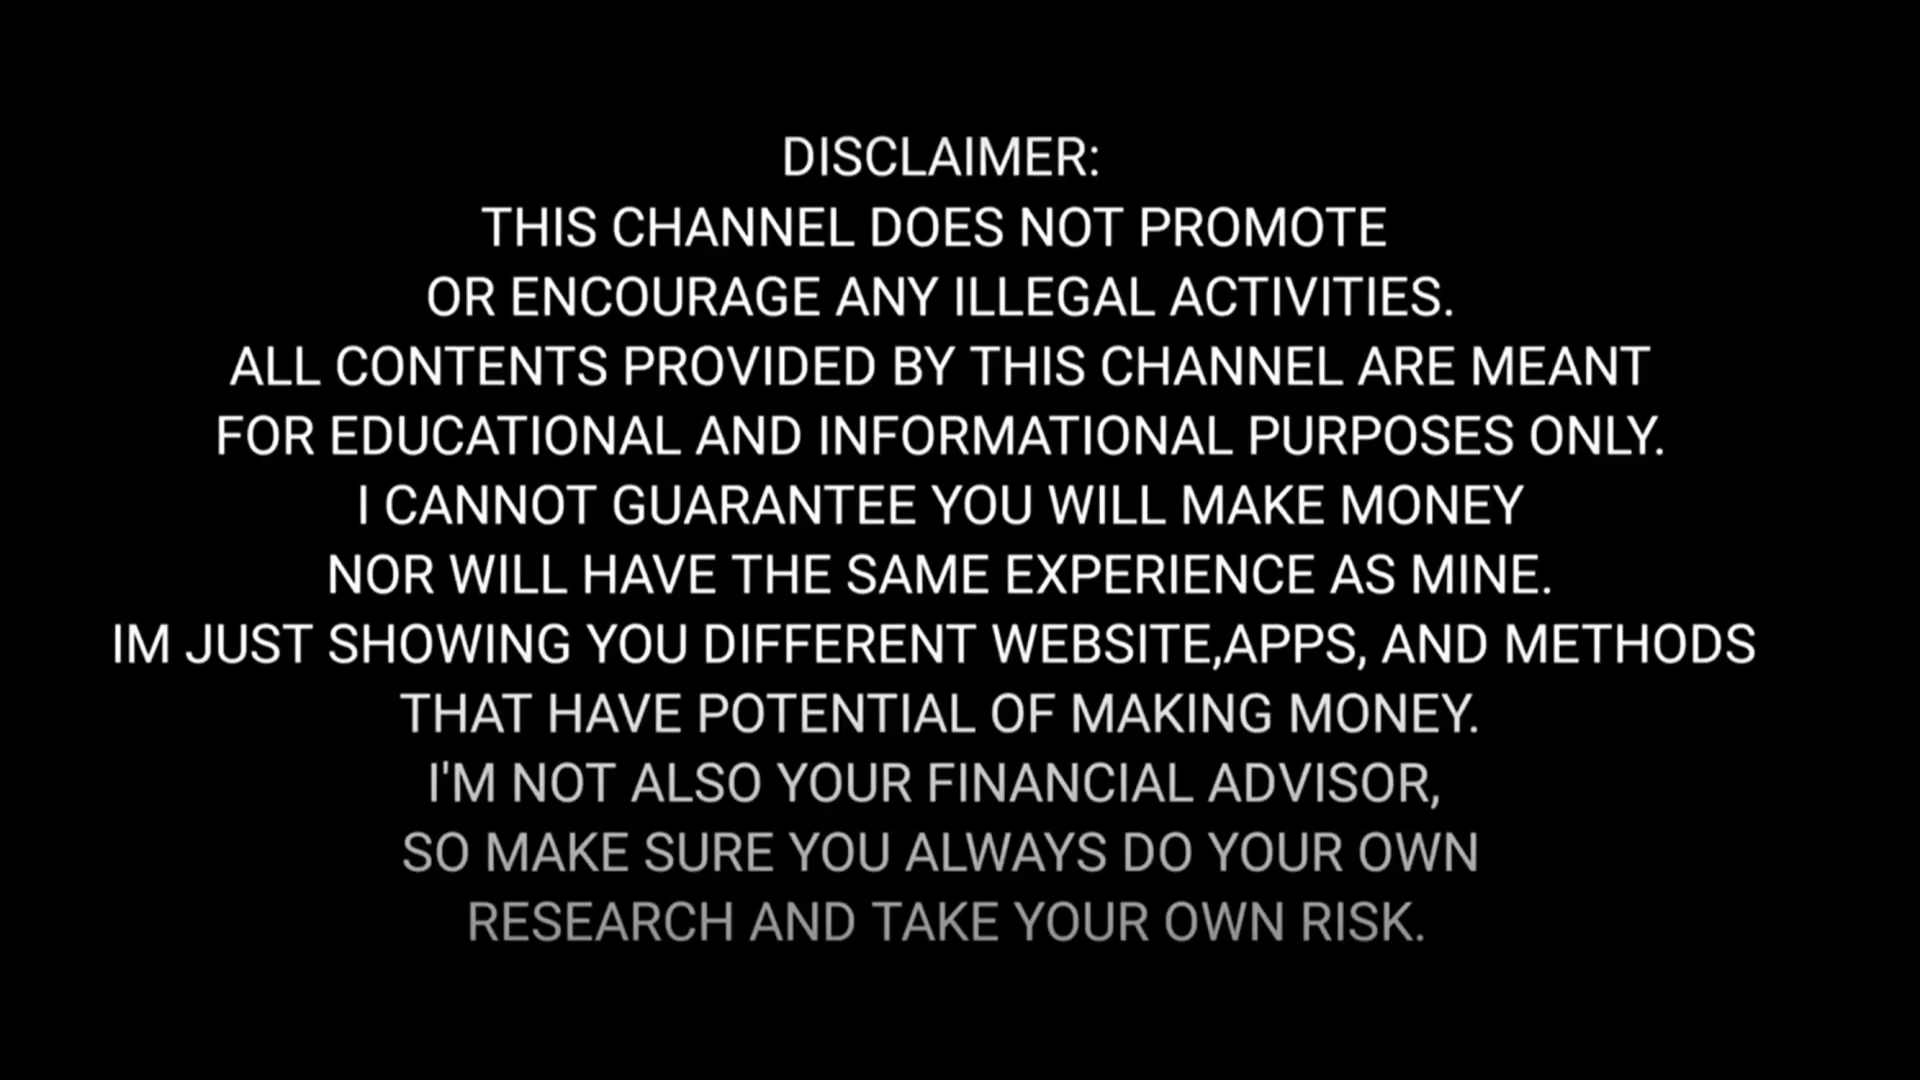 DISCLAIMER:
THIS CHANNEL DOES NOT PROMOTE
OR ENCOURAGE ANY ILLEGAL ACTIVITIES.
ALL CONTENTS PROVIDED BY THIS CHANNEL ARE MEANT
FOR EDUCATIONAL AND INFORMATIONAL PURPOSES ONLY.
I CANNOT GUARANTEE YOU WILL MAKE MONEY
NOR WILL HAVE THE SAME EXPERIENCE AS MINE.
IM JUST SHOWING YOU DIFFERENT WEBSITE,APPS, AND METHODS
THAT HAVE POTENTIAL OF MAKING MONEY.
I'M NOT ALSO YOUR FINANCIAL ADVISOR,
SO MAKE SURE YOU ALWAYS DO YOUR OWN
RESEARCH AND TAKE YOUR OWN RISK.